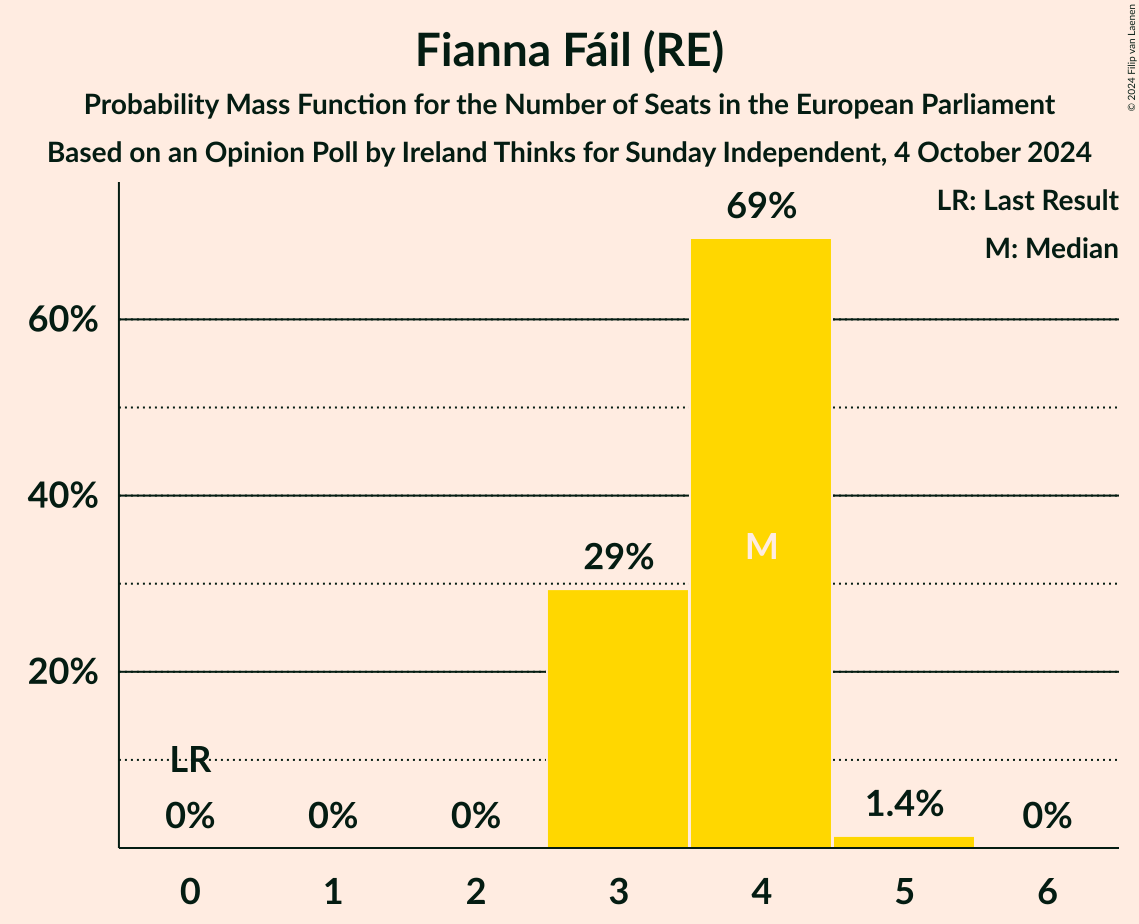 Fianna Fáil (RE)
Probability Mass Function for the Number of Seats in the European Parliament
Based on an Opinion Poll by Ireland Thinks for Sunday Independent, 4 October 2024
© 2024 Filip van Laenen
LR: Last Result
M: Median
69%
60%
40%
29%
M
20%
LR
0%
0%
0%
1.4%
0%
0 1 2 3 4 5 6